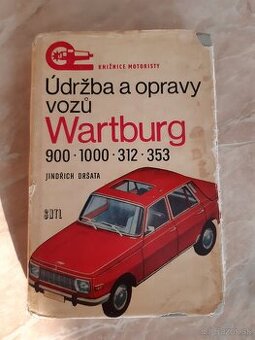 KNIŽNICE MOTORISTY
Údržba a opravy
vozů
Wartburg
900 · 1000 · 312 · 353
JINDŘICH DRŠATA
SNTL